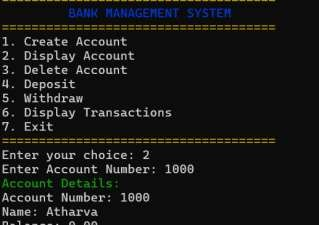 ====================================
BANK MANAGEMENT SYSTEM
====================================
1. Create Account
2. Display Account
3. Delete Account
4. Deposit
5. Withdraw
6. Display Transactions
7. Exit
====================================
Enter your choice: 2
Enter Account Number: 1000
Account Details:
Account Number: 1000
Name: Atharva
Balance: 0.00